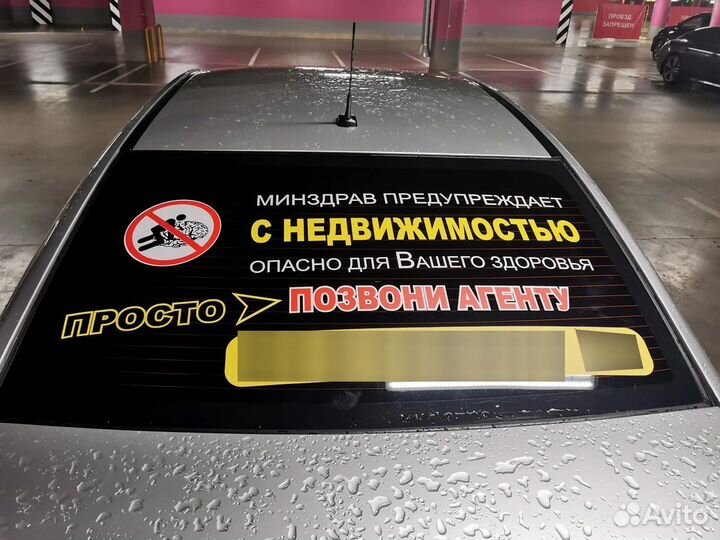 ПРОЕЗД
ЗАПРЕЩЕН
МИНЗДРАВ ПРЕДУПРЕЖДАЕТ
С НЕДВИЖИМОСТЬЮ
ОПАСНО ДЛЯ ВАШЕГО ЗДОРОВЬЯ
ПРОСТО ПОЗВОНИ АГЕНТУ
Avito